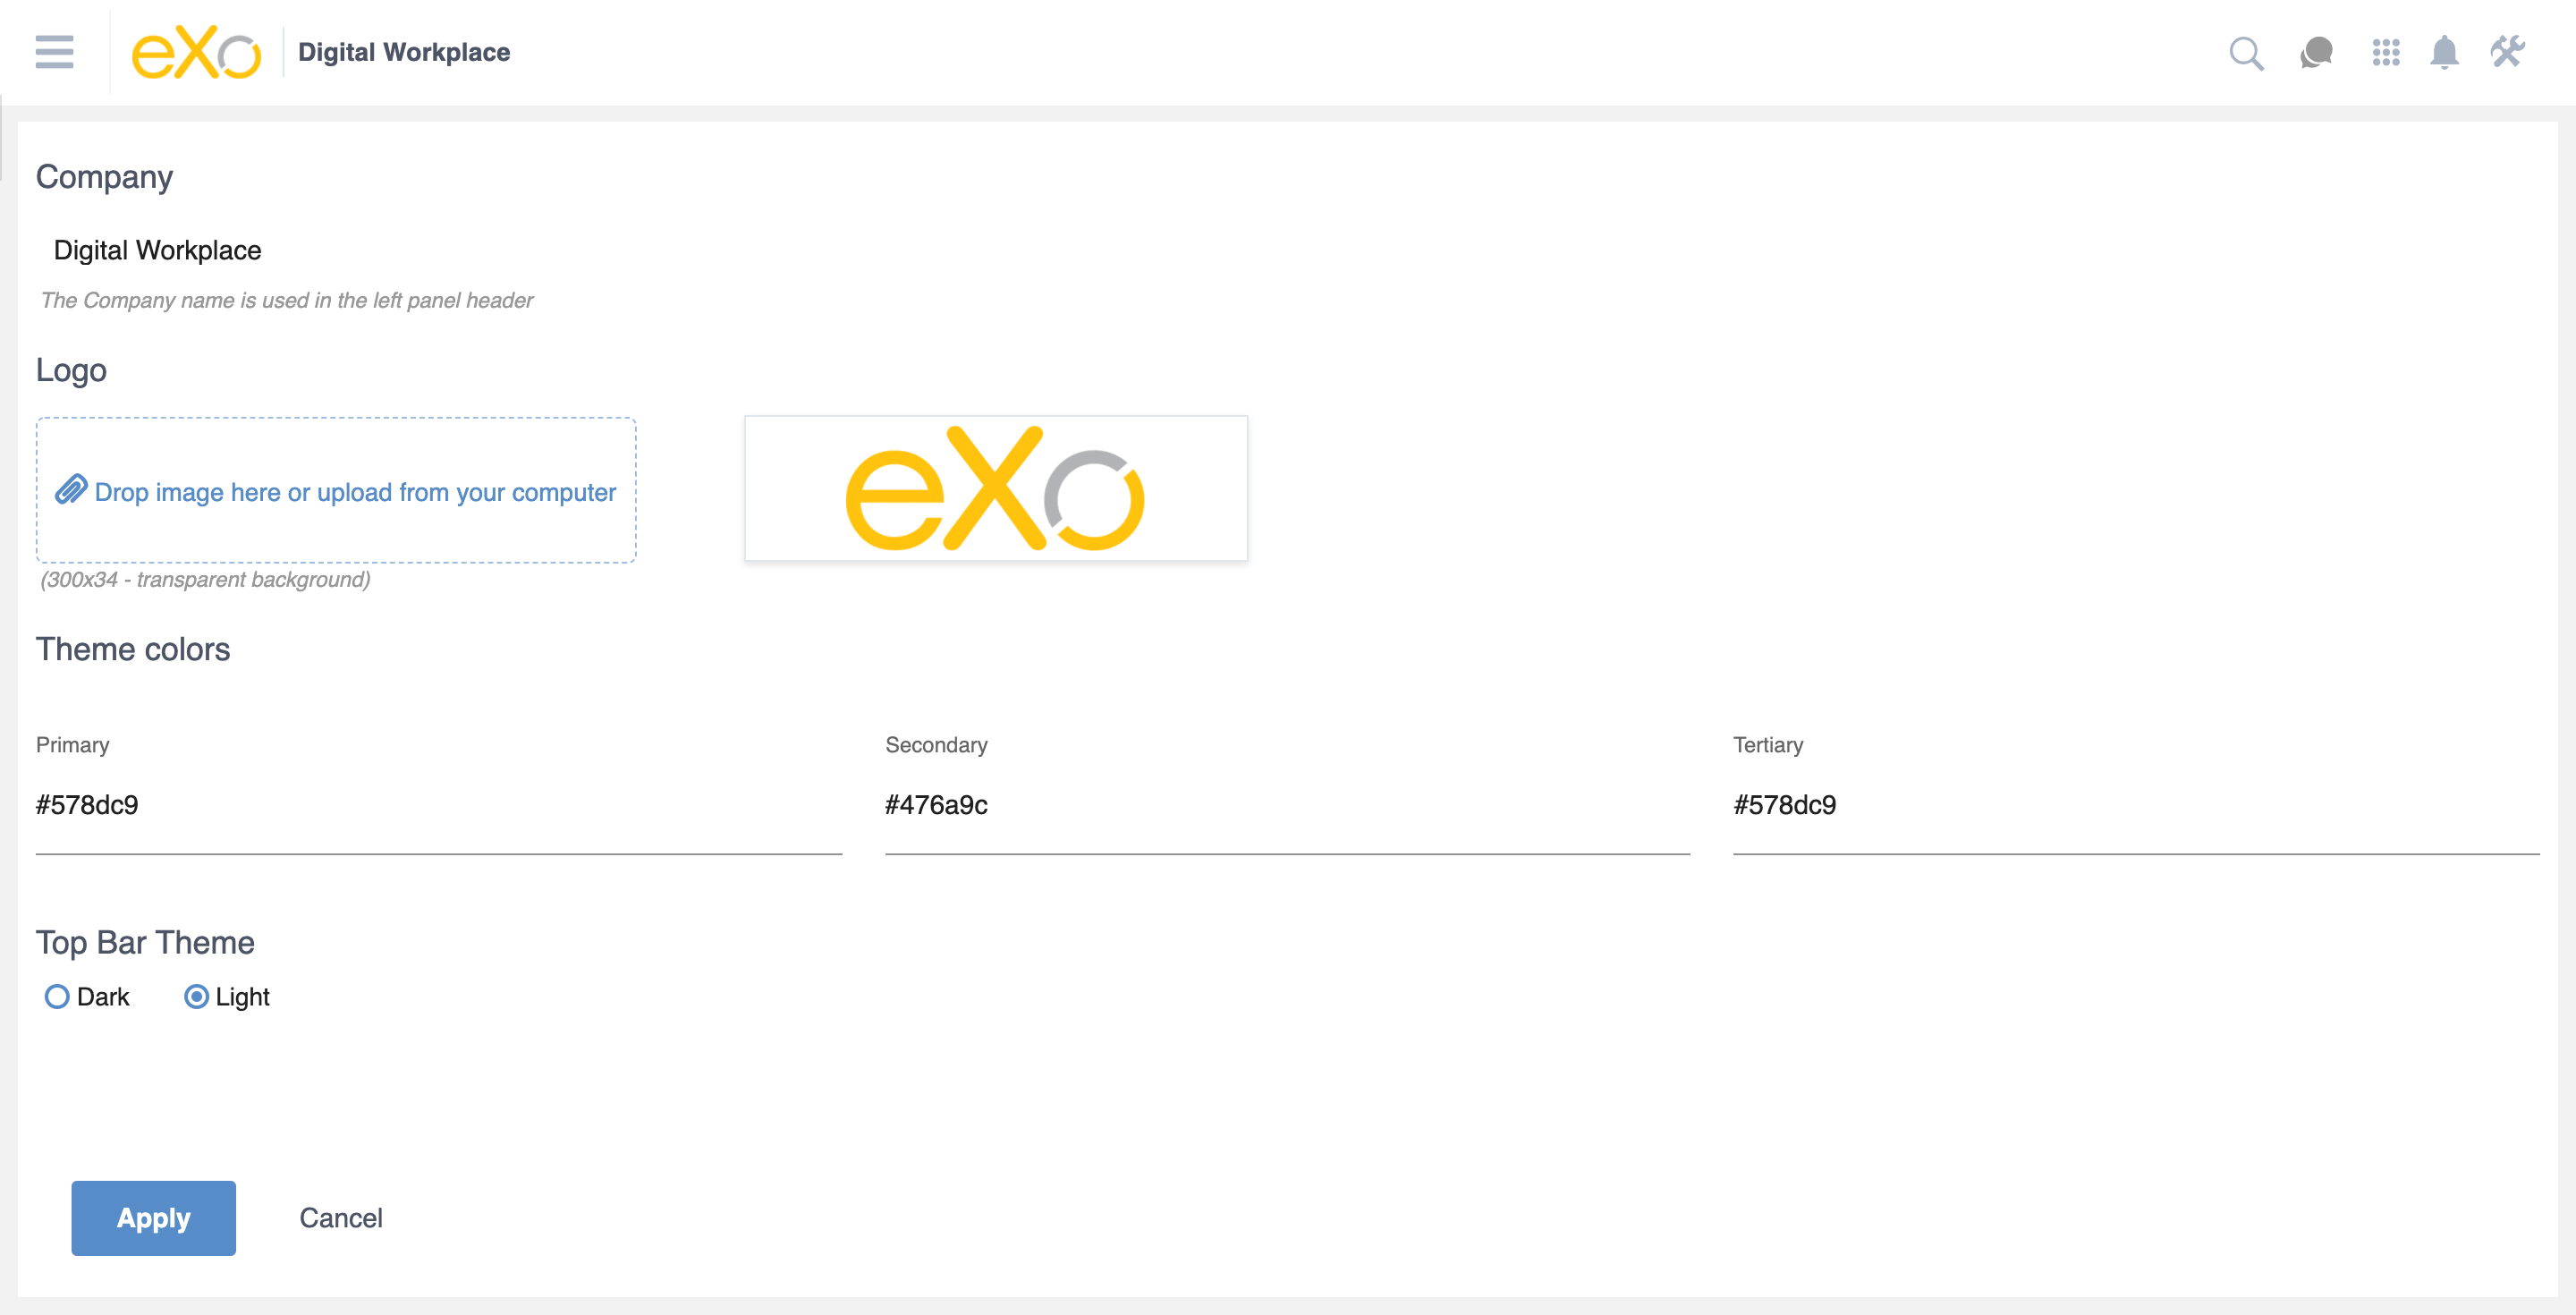 eXo Digital Workplace
Company
Digital Workplace
The Company name is used in the left panel header
Logo
Drop image here or upload from your computer
eXo
(300x34 - transparent background)
Theme colors
Primary Secondary Tertiary
#578dc9 #476a9c #578dc9
Top Bar Theme
Dark Light
Apply Cancel